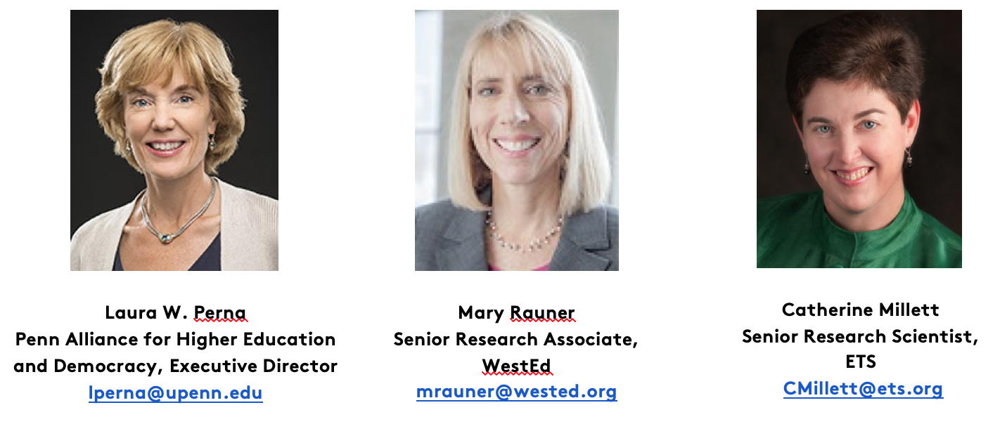 Laura W. Perna
Penn Alliance for Higher Education
and Democracy, Executive Director
lperna@upenn.edu
Mary Rauner
Senior Research Associate,
WestEd
mrauner@wested.org
Catherine Millett
Senior Research Scientist,
ETS
CMillett@ets.org